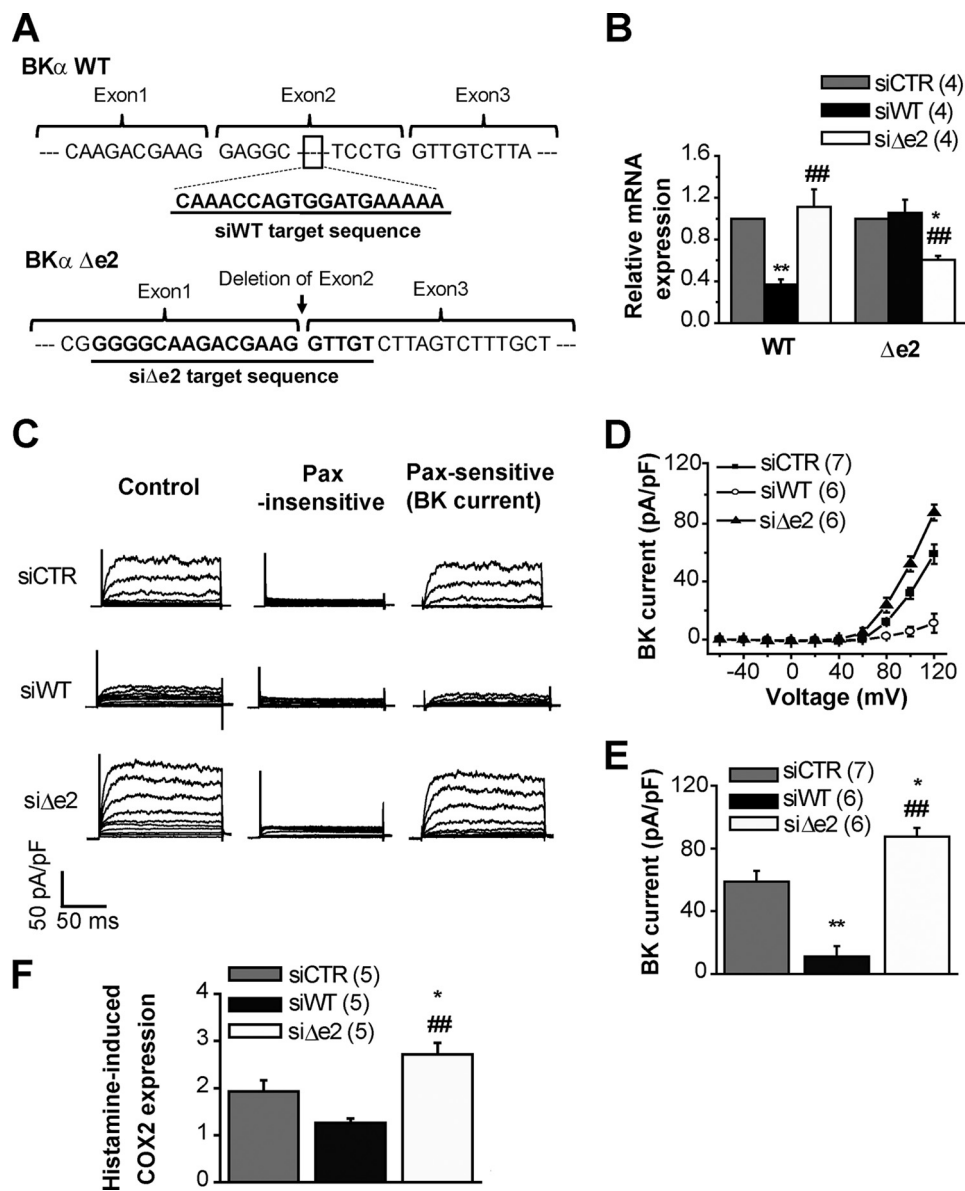 A
BKα WT
Exon1 Exon2 Exon3
--- CAAGACGAAG GAGGC ---- TCCTG GTTGTCTTA ---
CAAACCAGTGGATGAAAAA
siWT target sequence
BKα Δe2
Deletion of Exon2
Exon1 Exon3
--- CGGGGGCAAGACGAAG GTTGTCTTAGTCTTTGCT ---
siΔe2 target sequence
B
siCTR (4)
siWT (4)
siΔe2 (4)
Relative mRNA
expression
1.6
1.2
0.8
0.4
0.0
**
##
*
##
WT Δe2
C
Control
Pax
-insensitive
Pax-sensitive
(BK current)
siCTR
siWT
siΔe2
50 pA/pF
50 ms
D
BK current (pA/pF)
120
80
40
0
siCTR (7)
siWT (6)
siΔe2 (6)
-40 0 40 80 120
Voltage (mV)
E
BK current (pA/pF)
120
80
40
0
siCTR (7)
siWT (6)
siΔe2 (6)
**
*
##
F
Histamine-induced
COX2 expression
4
3
2
1
0
siCTR (5)
siWT (5)
siΔe2 (5)
*
##